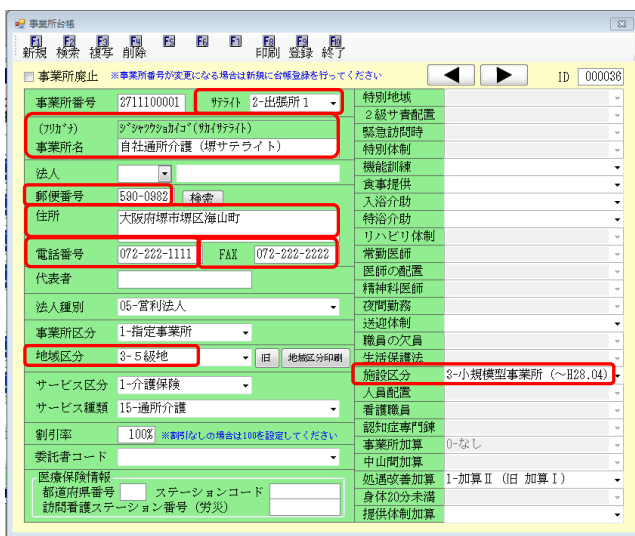 事業所台帳
F1 F2 F3 F4 F5 F6 F7 F8 F9 F10
新規 検索 複写 削除 印刷 登録 終了
事業所廃止 ※事業所番号が変更になる場合は新規に台帳登録を行ってください ID 000036
事業所番号 2711100001 ｻﾃﾗｲﾄ 2-出張所1
(ﾌﾘｶﾞﾅ) ｼﾞｼｬﾂｳｼｮｶｲｺﾞ(ｻｶｲｻﾃﾗｲﾄ)
事業所名 自社通所介護（堺サテライト）
法人
郵便番号 590-0982 検索
住所 大阪府堺市堺区海山町
電話番号 072-222-1111 FAX 072-222-2222
代表者
法人種別 05-営利法人
事業所区分 1-指定事業所
地域区分 3-5級地 旧 地域区分印刷
サービス区分 1-介護保険
サービス種類 15-通所介護
割引率 100% ※割引なしの場合は100を設定してください
委託者コード
医療保険情報
都道府県番号 ステーションコード
訪問看護ステーション番号（労災）
特別地域
2級サ責配置
緊急訪問時
特別体制
機能訓練
食事提供
入浴介助
特浴介助
リハビリ体制
常勤医師
医師の配置
精神科医師
夜間勤務
送迎体制
職員の欠員
生活保護法
施設区分 3-小規模型事業所（～H28.04）
人員配置
看護職員
認知症専門棟
事業所加算 0-なし
中山間加算
処遇改善加算 1-加算Ⅱ（旧 加算Ⅰ）
身体20分未満
提供体制加算